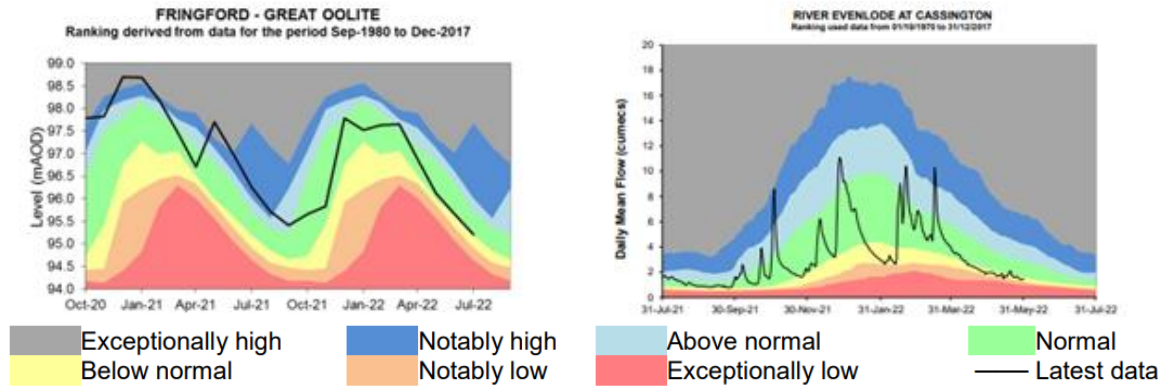 FRINGFORD - GREAT OOLITE
Ranking derived from data for the period Sep-1980 to Dec-2017
Level (mAOD)
99.0
98.5
98.0
97.5
97.0
96.5
96.0
95.5
95.0
94.5
94.0
Oct-20 Jan-21 Apr-21 Jul-21 Oct-21 Jan-22 Apr-22 Jul-22
RIVER EVENLODE AT CASSINGTON
Ranking used data from 01/10/1970 to 31/12/2017
Daily Mean Flow (cumecs)
20
18
16
14
12
10
8
6
4
2
0
31-Jul-21 30-Sep-21 30-Nov-21 31-Jan-22 31-Mar-22 31-May-22 31-Jul-22
Exceptionally high Notably high Above normal Normal
Below normal Notably low Exceptionally low Latest data